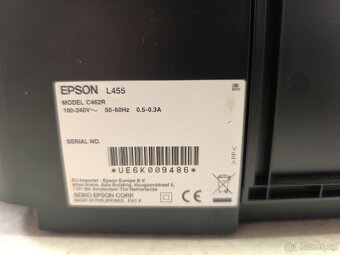 EPSON L455
MODEL C462R
100-240V~ 50-60Hz 0.5-0.3A
SERIAL NO.
*UE6K009486*
EU Importer : Epson Europe B.V.
Atlas Arena, Asia Building, Hoogoorddreef 5,
1101 BA Amsterdam The Netherlands
SEIKO EPSON CORP.
MADE IN PHILIPPINES
>PP<